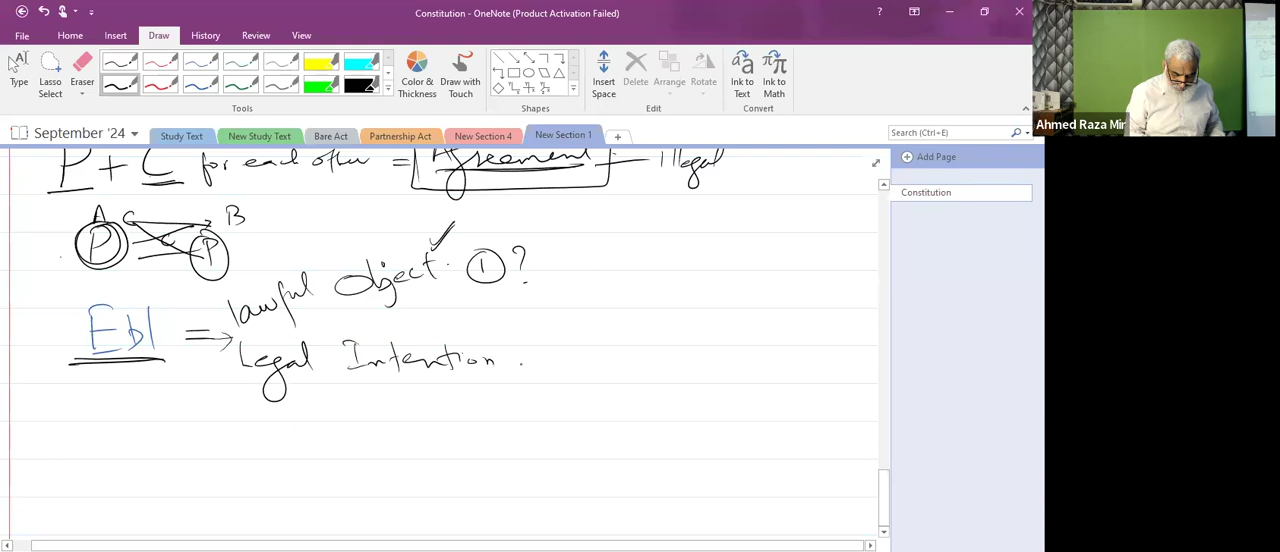 Constitution - OneNote (Product Activation Failed)
File Home Insert Draw History Review View
Type
Lasso Select
Eraser
Color & Thickness
Draw with Touch
Insert Space
Delete
Arrange
Rotate
Ink to Text
Ink to Math
Tools
Shapes
Edit
Convert
September '24
Study Text
New Study Text
Bare Act
Partnership Act
New Section 4
New Section 1
Search (Ctrl+E)
Add Page
Constitution
Ahmed Raza Mir
P + C for each other = Agreement - illegal
A B
P C P
lawful object. ① ?
Ebl =
Legal Intention.